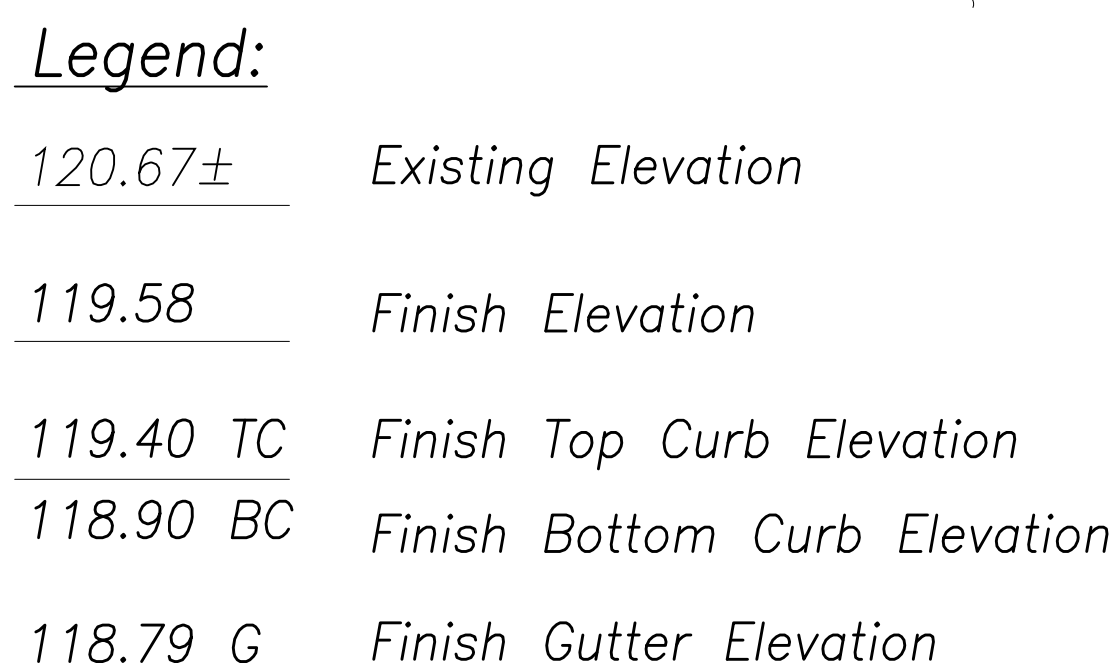 Legend:
120.67± Existing Elevation
119.58 Finish Elevation
119.40 TC Finish Top Curb Elevation
118.90 BC Finish Bottom Curb Elevation
118.79 G Finish Gutter Elevation